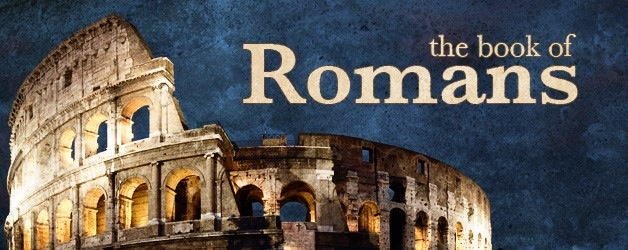 the book of
Romans